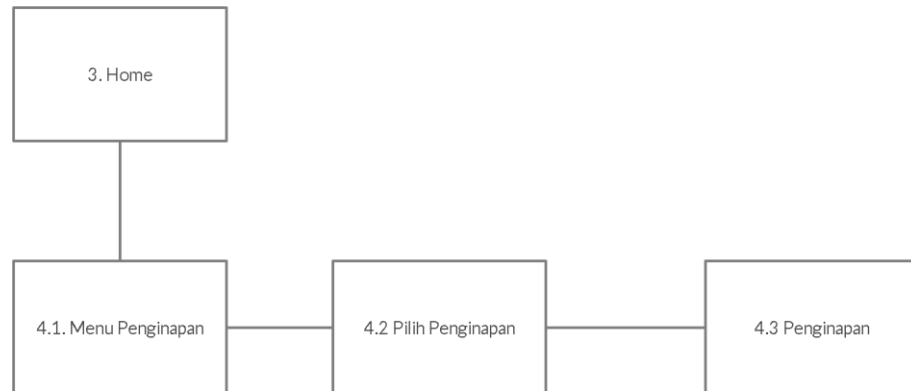 3. Home
4.1. Menu Penginapan
4.2 Pilih Penginapan
4.3 Penginapan